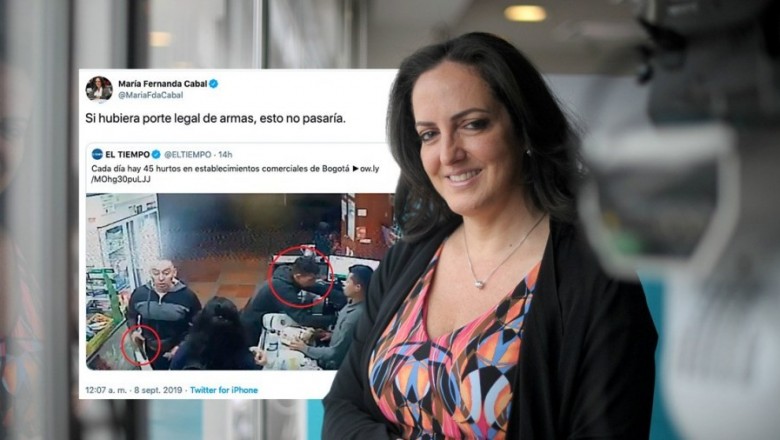 María Fernanda Cabal
@MariaFdaCabal
Si hubiera porte legal de armas, esto no pasaría.
EL TIEMPO @ELTIEMPO · 14h
Cada día hay 45 hurtos en establecimientos comerciales de Bogotá ►ow.ly
/MOhg30puLJJ
12:07 a. m. · 8 sept. 2019 · Twitter for iPhone